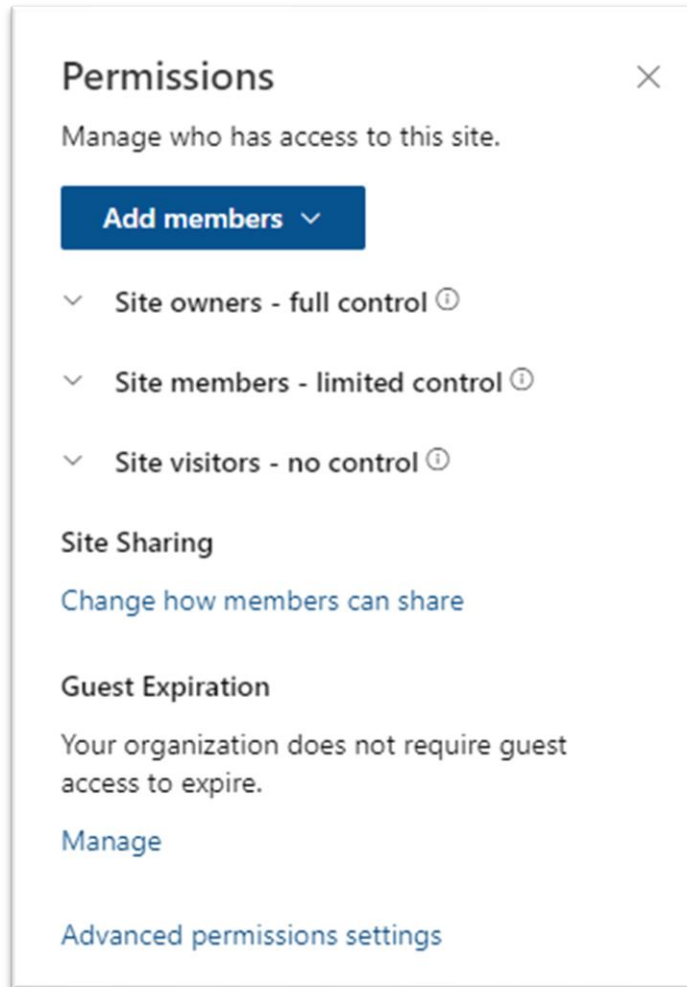 Permissions
Manage who has access to this site.
Add members
Site owners - full control
Site members - limited control
Site visitors - no control
Site Sharing
Change how members can share
Guest Expiration
Your organization does not require guest
access to expire.
Manage
Advanced permissions settings